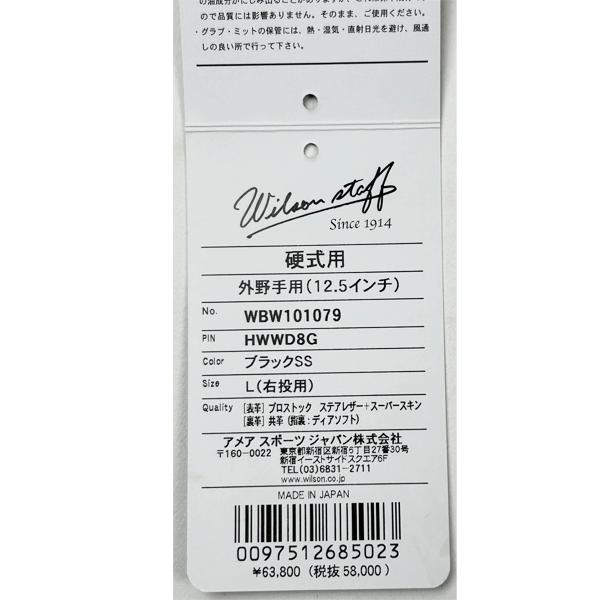 ので品質には影響ありません。そのまま、ご使用ください。
・グラブ・ミットの保管には、熱・湿気・直射日光を避け、風通
しの良い所で行って下さい。
Wilson staff
Since 1914
硬式用
外野手用(12.5インチ)
No. WBW101079
PIN HWWD8G
Color ブラックSS
Size L(右投用)
Quality [表革] プロストック ステアレザー+スーパースキン
[裏革] 共革 (指裏:ディアソフト)
アメア スポーツ ジャパン株式会社
〒160-0022 東京都新宿区新宿6丁目27番30号
新宿イーストサイドスクエア6F
TEL(03)6831-2711
www.wilson.co.jp
MADE IN JAPAN
0097512685023
¥63,800 (税抜 58,000)